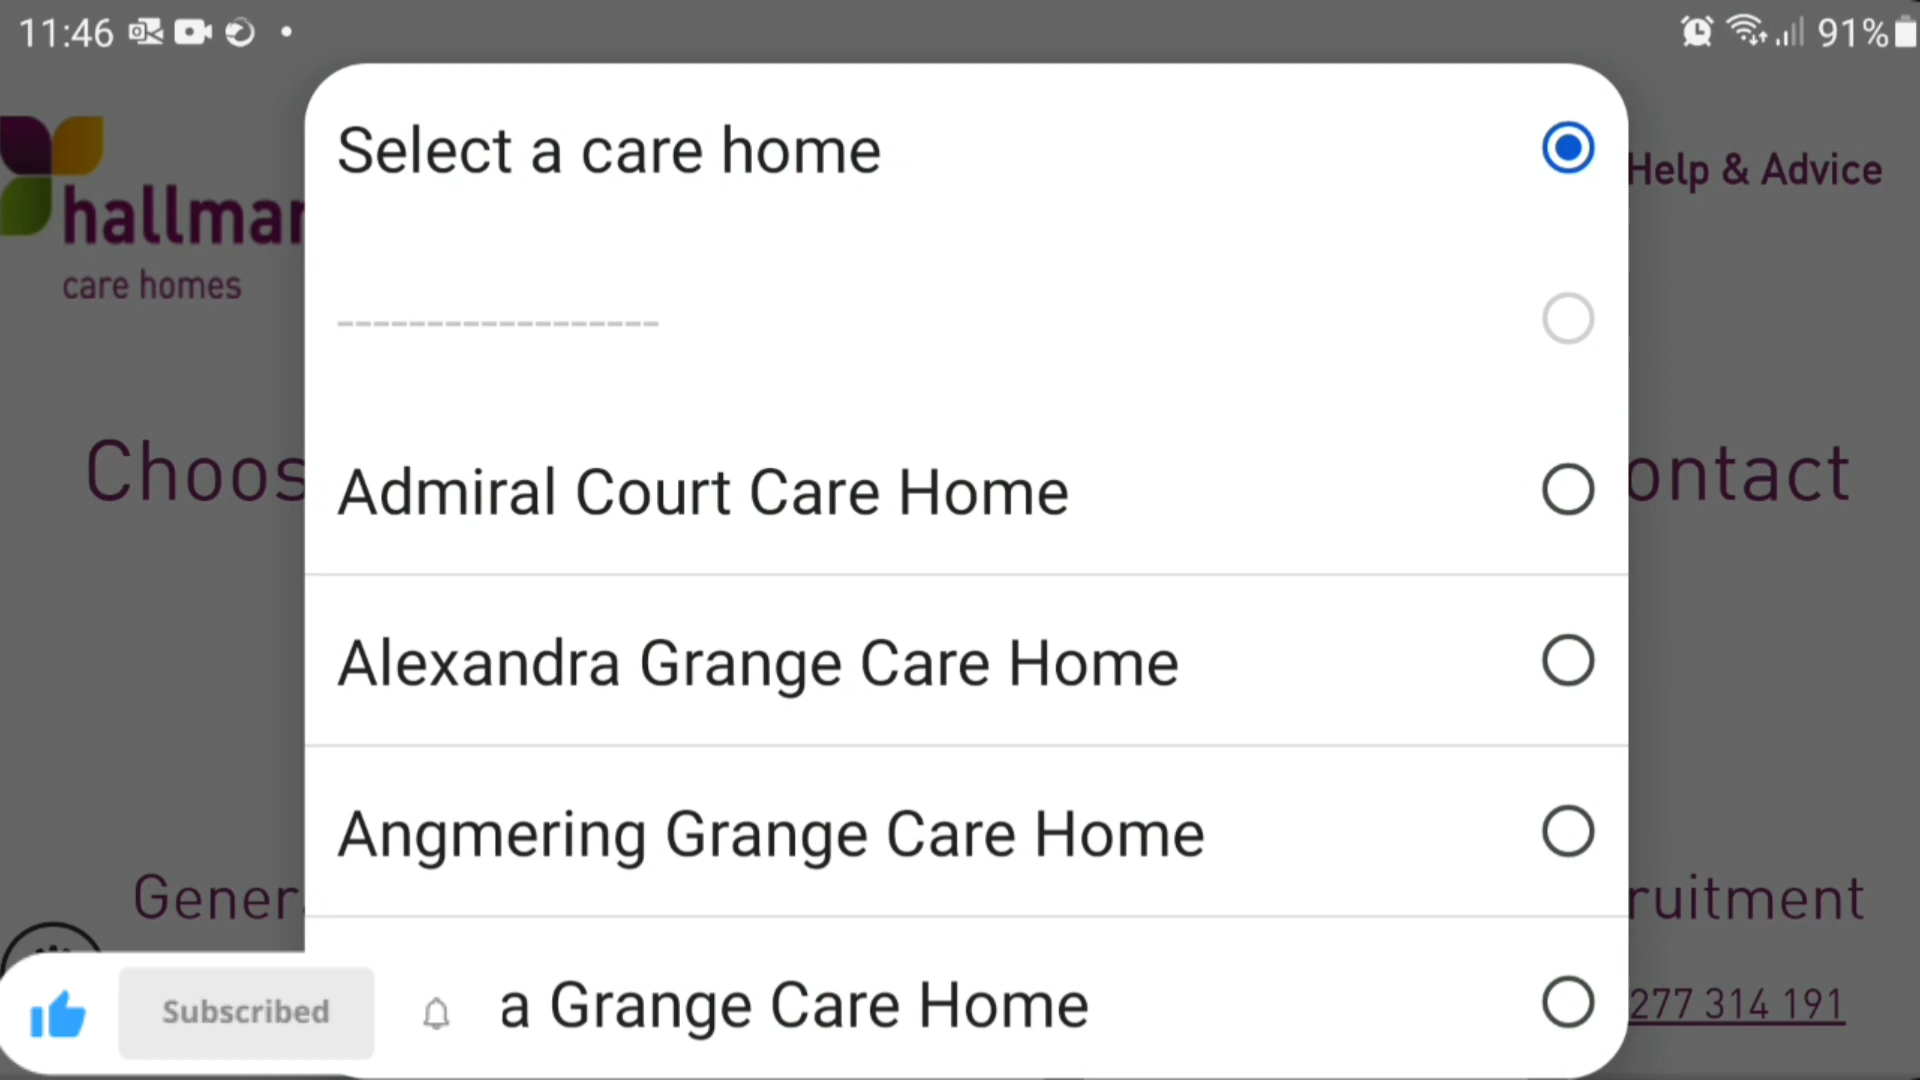 11:46
91%
hallmar
care homes
Help & Advice
Select a care home
-------------------
Choos
ontact
Admiral Court Care Home
Alexandra Grange Care Home
Angmering Grange Care Home
Gener
ruitment
a Grange Care Home
277 314 191
Subscribed